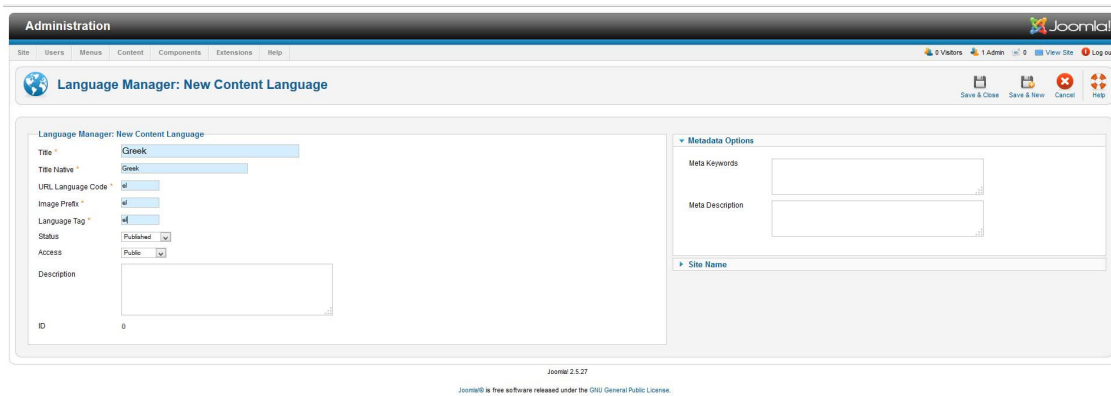 Administration
Joomla!
Site Users Menus Content Components Extensions Help
0 Visitors 1 Admin 0 View Site Log ou
Language Manager: New Content Language
Save & Close Save & New Cancel Help
Language Manager: New Content Language
Title * Greek
Title Native * Greek
URL Language Code * el
Image Prefix * el
Language Tag * el
Status Published
Access Public
Description
ID 0
Metadata Options
Meta Keywords
Meta Description
Site Name
Joomla! 2.5.27
Joomla!® is free software released under the GNU General Public License.